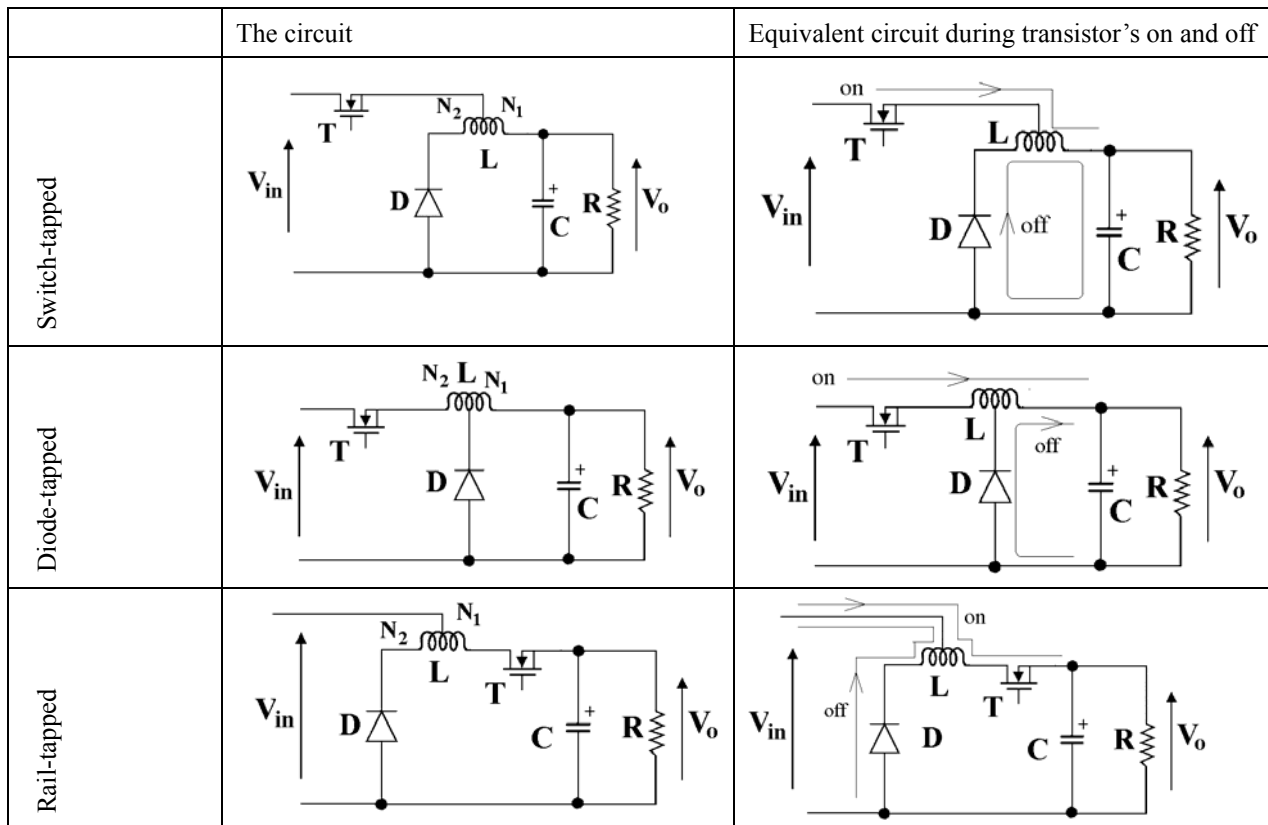 The circuit
Equivalent circuit during transistor's on and off
Switch-tapped
T
N₂
N₁
L
Vin
D
+
C
R
Vo
on
T
L
Vin
D
off
+
C
R
Vo
Diode-tapped
N₂ L N₁
T
Vin
D
+
C
R
Vo
on
T
L
off
Vin
D
+
C
R
Vo
Rail-tapped
N₁
N₂
L
T
Vin
D
+
C
R
Vo
on
L
T
off
Vin
D
+
C
R
Vo